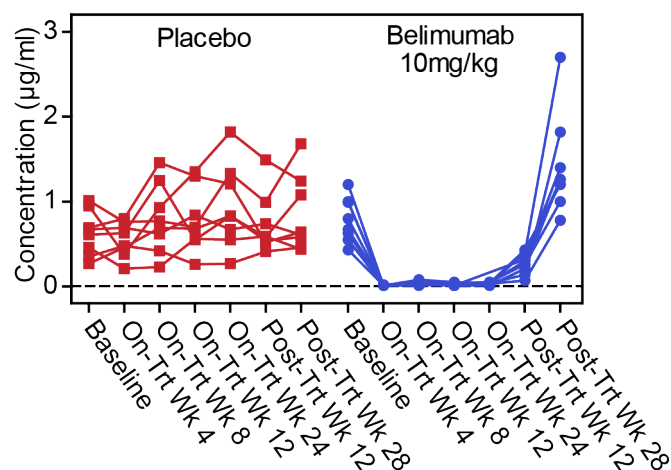 Placebo
Belimumab
10mg/kg
Concentration (µg/ml)
3
2
1
0
Baseline
On-Trt Wk 4
On-Trt Wk 8
On-Trt Wk 12
On-Trt Wk 24
Post-Trt Wk 12
Post-Trt Wk 28
Baseline
On-Trt Wk 4
On-Trt Wk 8
On-Trt Wk 12
On-Trt Wk 24
Post-Trt Wk 12
Post-Trt Wk 28